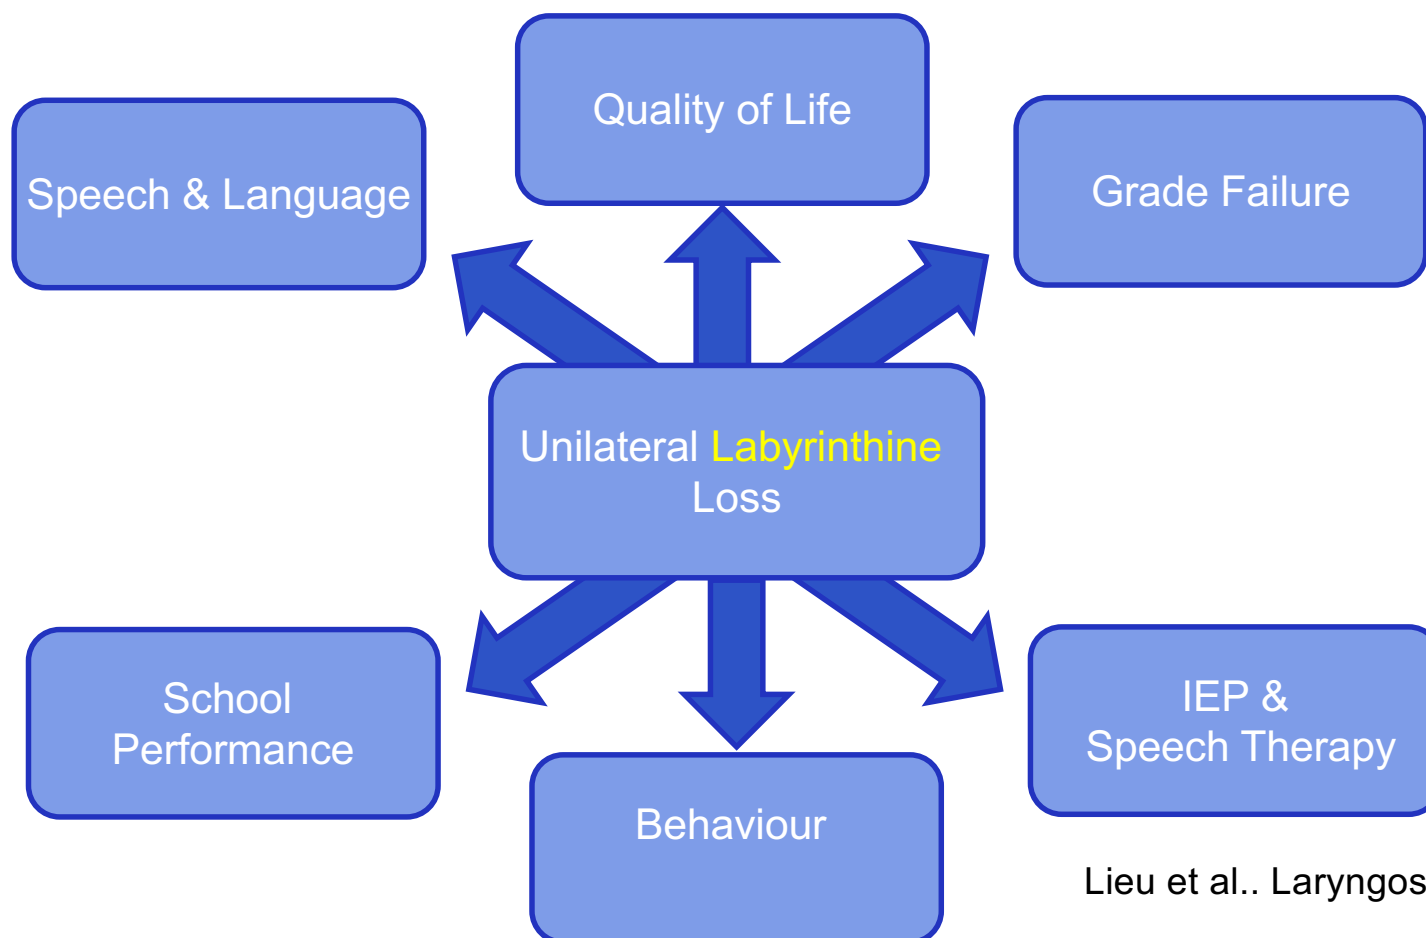 Quality of Life
Speech & Language
Grade Failure
Unilateral Labyrinthine
Loss
School
Performance
IEP &
Speech Therapy
Behaviour
Lieu et al.. Laryngos